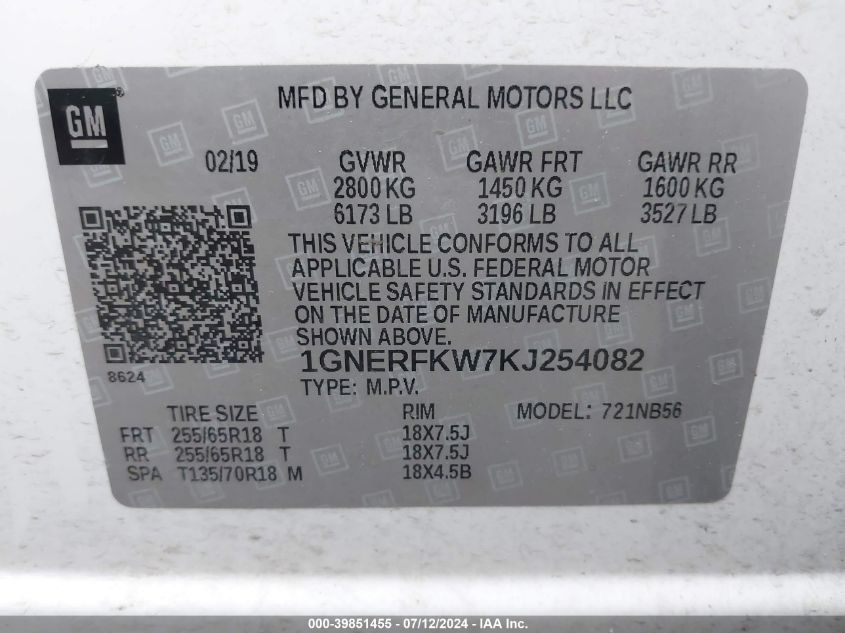 GM
MFD BY GENERAL MOTORS LLC
02/19 GVWR GAWR FRT GAWR RR
2800 KG 1450 KG 1600 KG
6173 LB 3196 LB 3527 LB
THIS VEHICLE CONFORMS TO ALL
APPLICABLE U.S. FEDERAL MOTOR
VEHICLE SAFETY STANDARDS IN EFFECT
ON THE DATE OF MANUFACTURE
SHOWN ABOVE.
8624
1GNERFKW7KJ254082
TYPE: M.P.V.
TIRE SIZE RIM MODEL: 721NB56
FRT 255/65R18 T 18X7.5J
RR 255/65R18 T 18X7.5J
SPA T135/70R18 M 18X4.5B
000-39851455 - 07/12/2024 - IAA Inc.